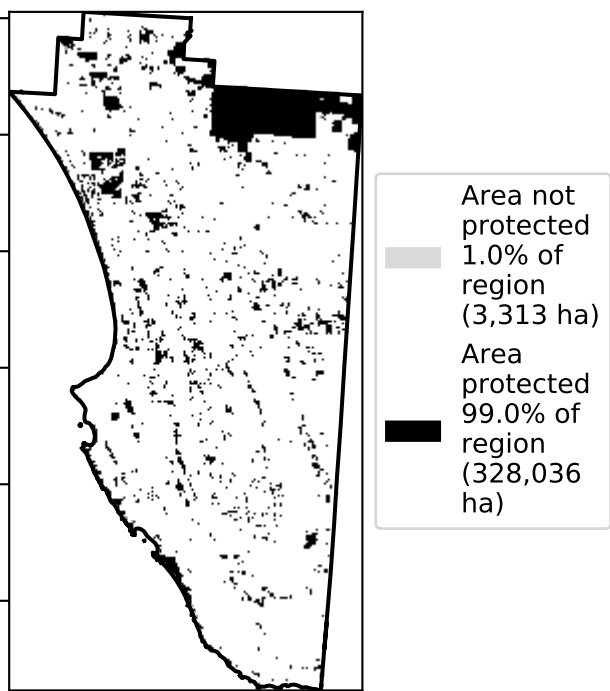 Area not
protected
1.0% of
region
(3,313 ha)
Area
protected
99.0% of
region
(328,036
ha)